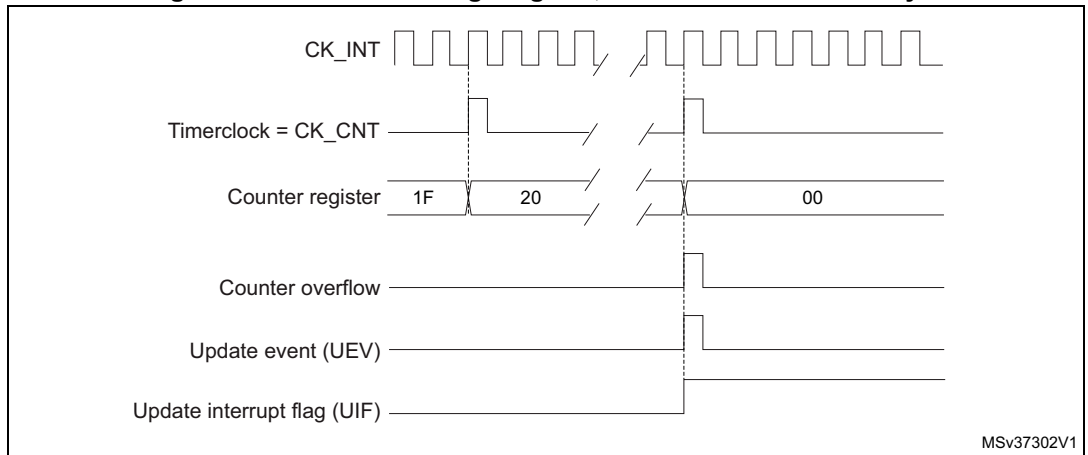 CK_INT
Timerclock = CK_CNT
Counter register 1F 20 00
Counter overflow
Update event (UEV)
Update interrupt flag (UIF)
MSv37302V1